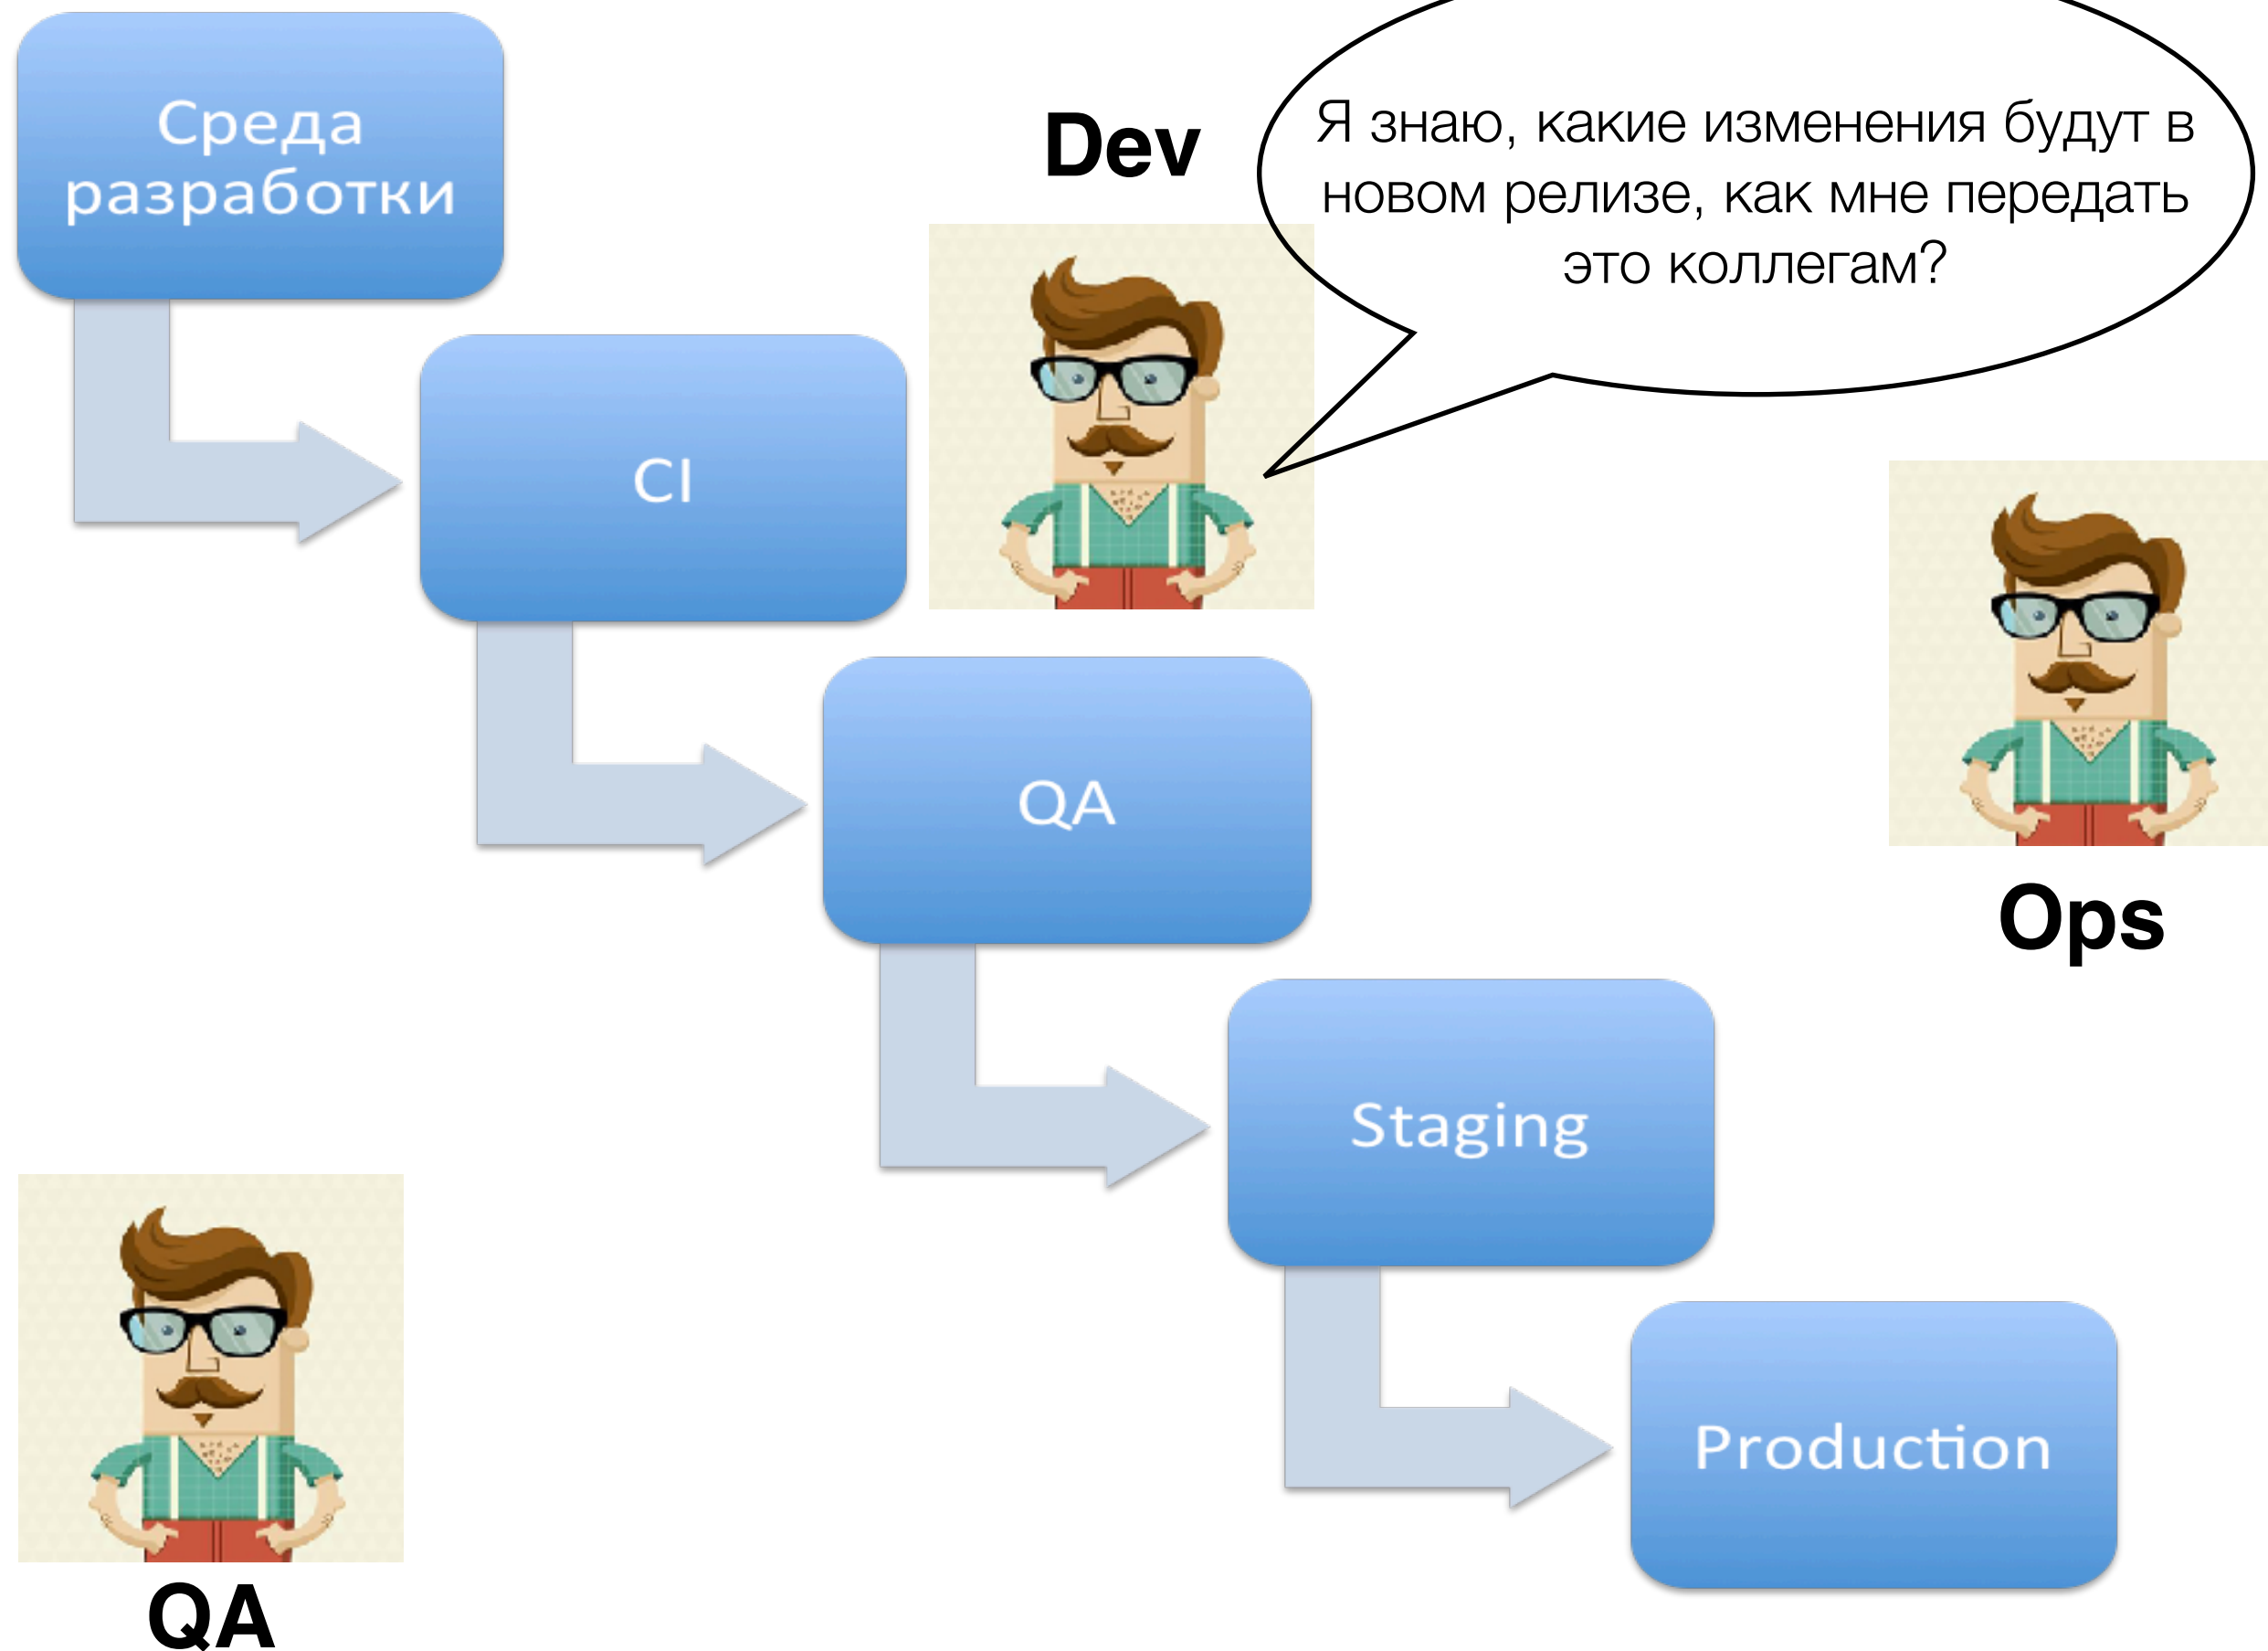 Среда
разработки
Dev
Я знаю, какие изменения будут в
новом релизе, как мне передать
это коллегам?
CI
QA
Ops
Staging
Production
QA